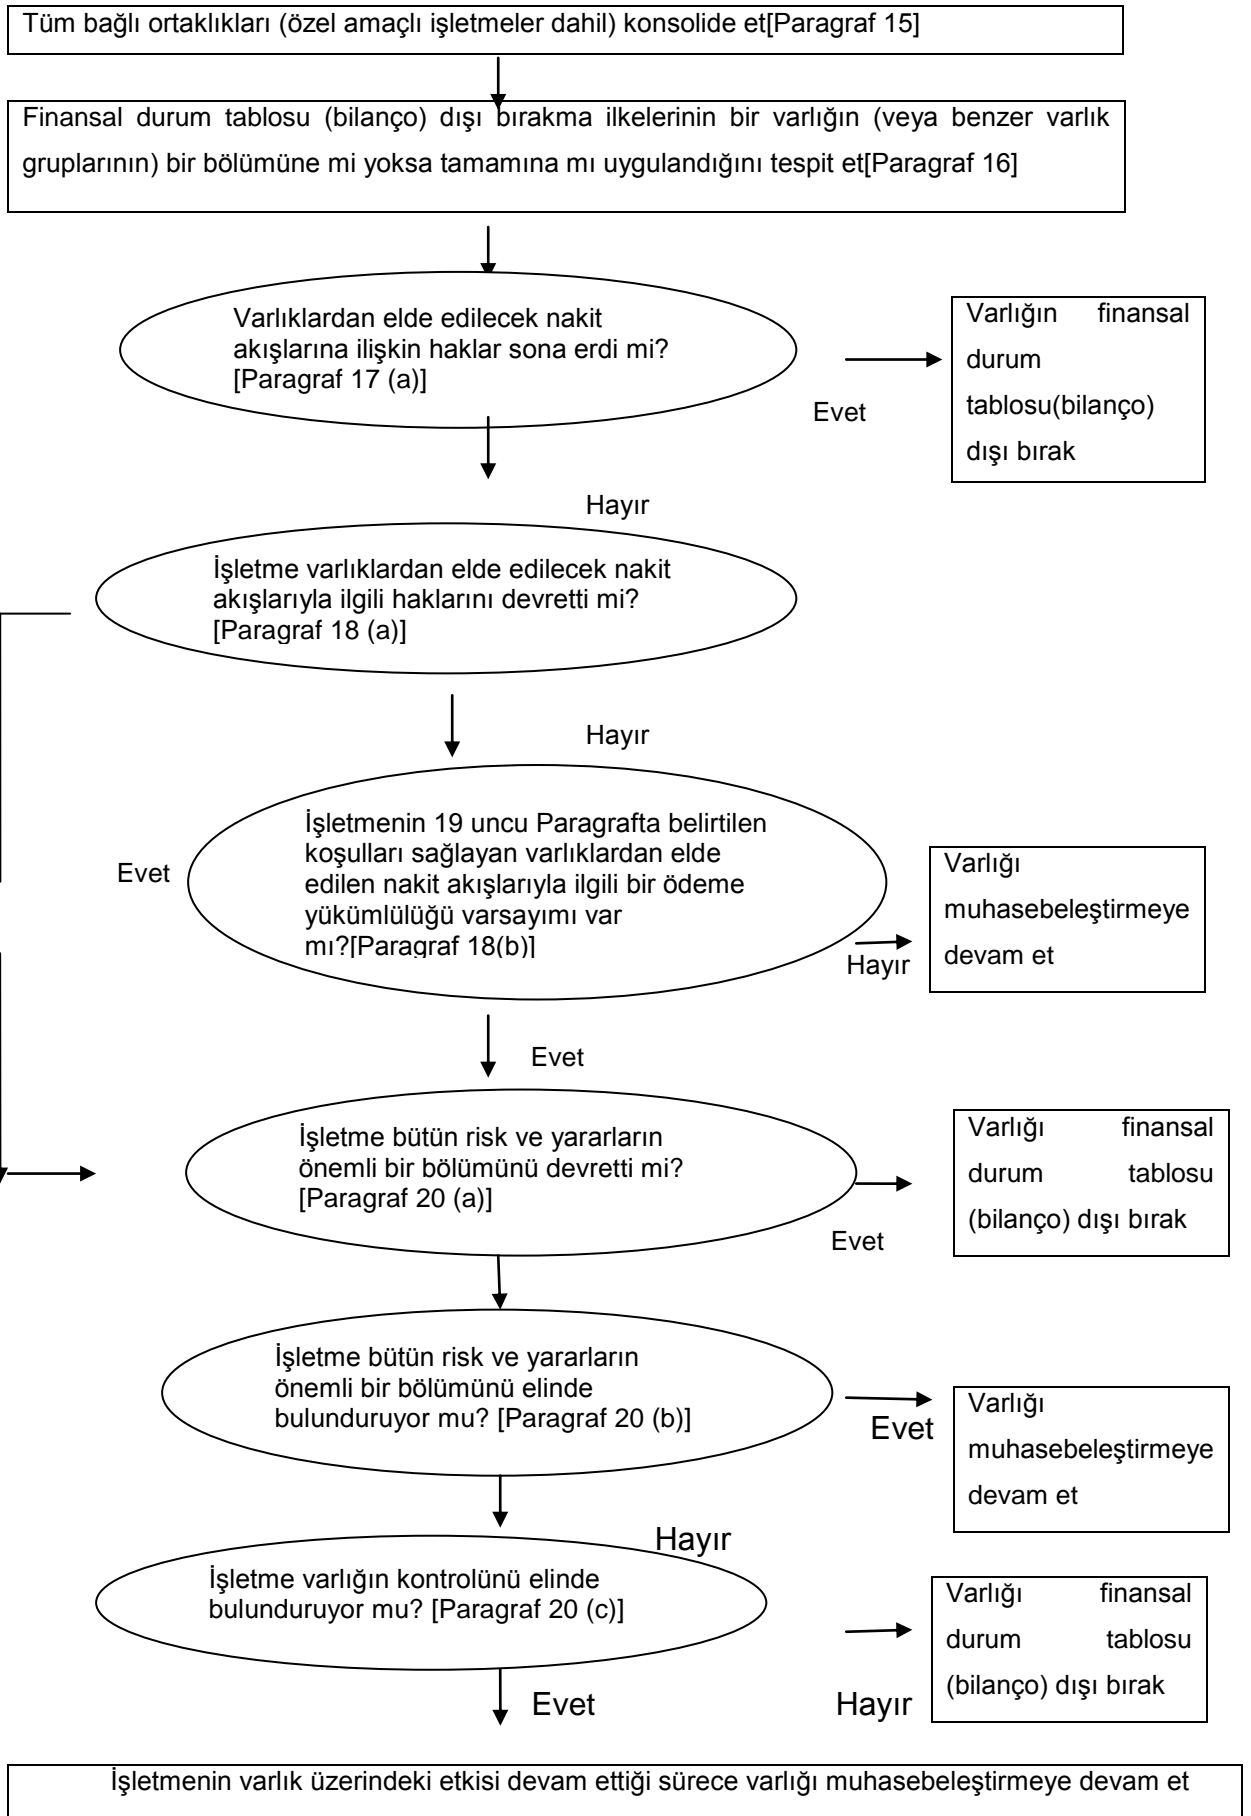 Tüm bağlı ortaklıkları (özel amaçlı işletmeler dahil) konsolide et[Paragraf 15]
Finansal durum tablosu (bilanço) dışı bırakma ilkelerinin bir varlığın (veya benzer varlık
gruplarının) bir bölümüne mi yoksa tamamına mı uygulandığını tespit et[Paragraf 16]
Varlıklardan elde edilecek nakit
akışlarına ilişkin haklar sona erdi mi?
[Paragraf 17 (a)]
Evet
Varlığın finansal
durum
tablosu(bilanço)
dışı bırak
Hayır
İşletme varlıklardan elde edilecek nakit
akışlarıyla ilgili haklarını devretti mi?
[Paragraf 18 (a)]
Hayır
Evet
İşletmenin 19 uncu Paragrafta belirtilen
koşulları sağlayan varlıklardan elde
edilen nakit akışlarıyla ilgili bir ödeme
yükümlülüğü varsayımı var
mı?[Paragraf 18(b)]
Hayır
Varlığı
muhasebeleştirmeye
devam et
Evet
İşletme bütün risk ve yararların
önemli bir bölümünü devretti mi?
[Paragraf 20 (a)]
Evet
Varlığı finansal
durum tablosu
(bilanço) dışı bırak
İşletme bütün risk ve yararların
önemli bir bölümünü elinde
bulunduruyor mu? [Paragraf 20 (b)]
Evet
Varlığı
muhasebeleştirmeye
devam et
Hayır
İşletme varlığın kontrolünü elinde
bulunduruyor mu? [Paragraf 20 (c)]
Evet
Hayır
Varlığı finansal
durum tablosu
(bilanço) dışı bırak
İşletmenin varlık üzerindeki etkisi devam ettiği sürece varlığı muhasebeleştirmeye devam et